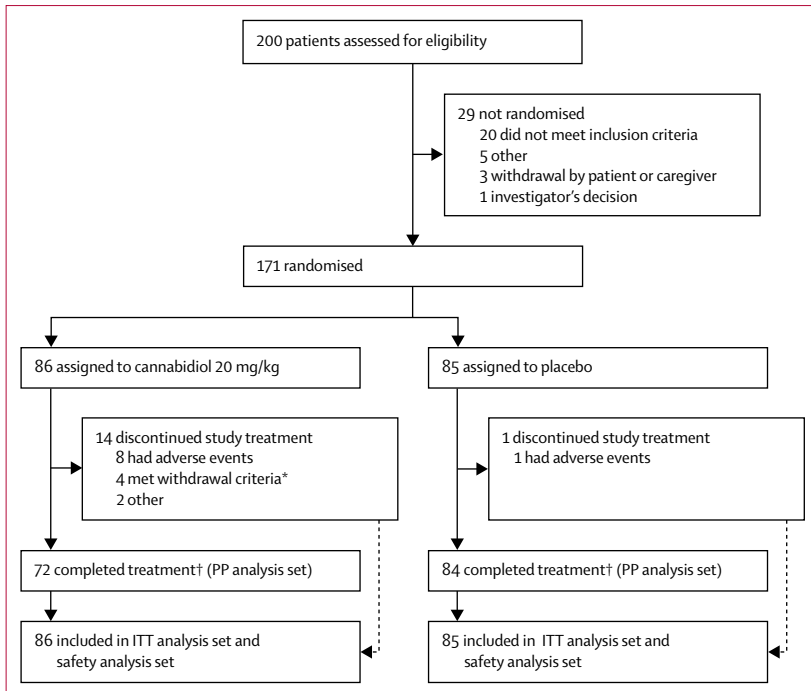 200 patients assessed for eligibility
29 not randomised
20 did not meet inclusion criteria
5 other
3 withdrawal by patient or caregiver
1 investigator's decision
171 randomised
86 assigned to cannabidiol 20 mg/kg
85 assigned to placebo
14 discontinued study treatment
8 had adverse events
4 met withdrawal criteria*
2 other
1 discontinued study treatment
1 had adverse events
72 completed treatment† (PP analysis set)
84 completed treatment† (PP analysis set)
86 included in ITT analysis set and
safety analysis set
85 included in ITT analysis set and
safety analysis set